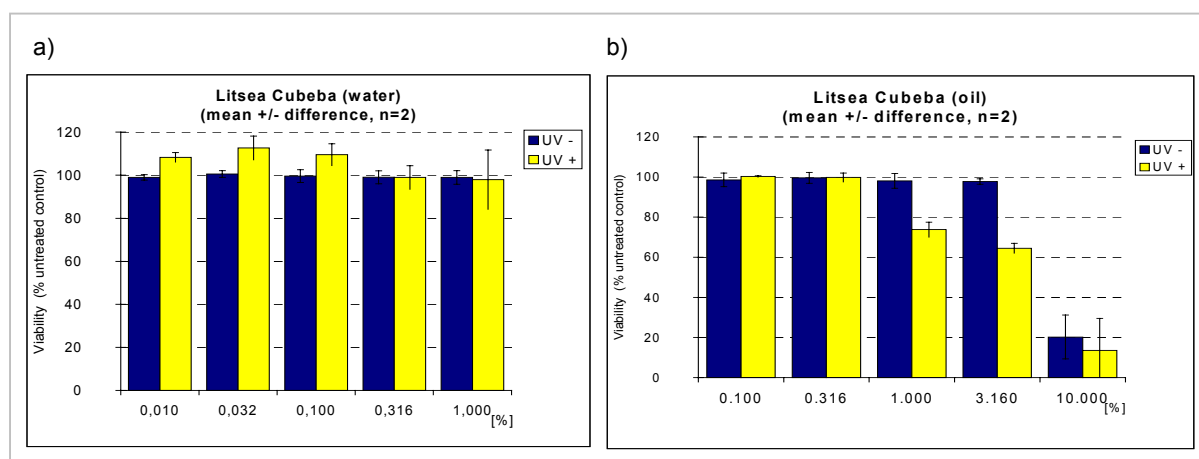 a)
Litsea Cubeba (water)
(mean +/- difference, n=2)
UV -
UV +
Viability (% untreated control)
120
100
80
60
40
20
0
0,010 0,032 0,100 0,316 1,000 [%]
b)
Litsea Cubeba (oil)
(mean +/- difference, n=2)
UV -
UV +
Viability (% untreated control)
120
100
80
60
40
20
0
0.100 0.316 1.000 3.160 10.000 [%]